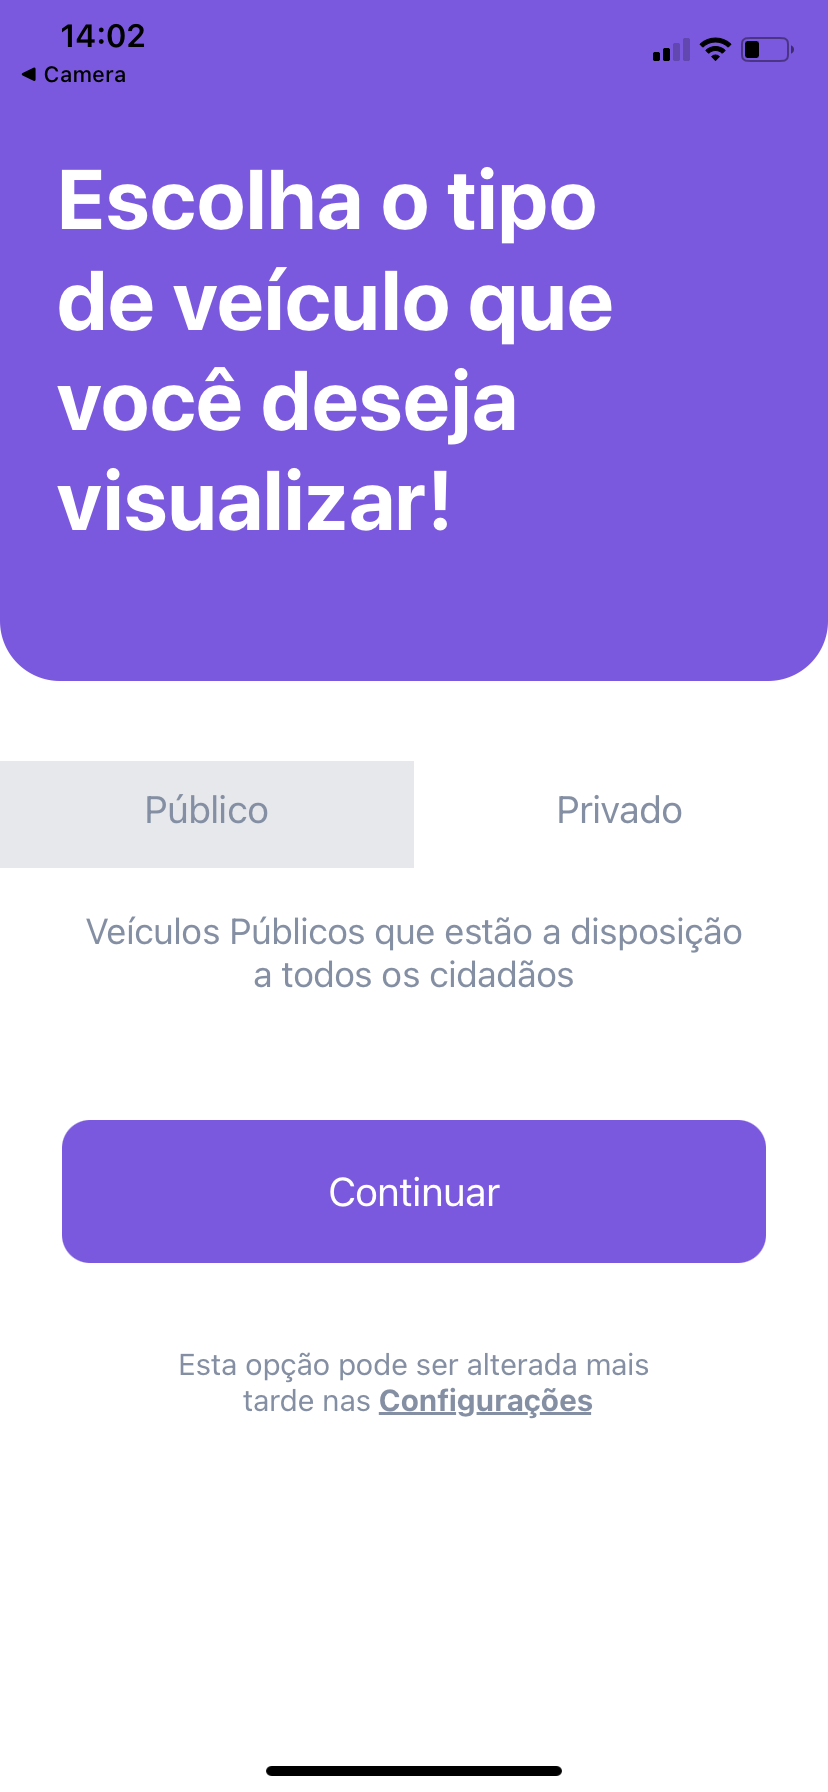 14:02
◀ Camera
Escolha o tipo
de veículo que
você deseja
visualizar!
Público
Privado
Veículos Públicos que estão a disposição
a todos os cidadãos
Continuar
Esta opção pode ser alterada mais
tarde nas Configurações